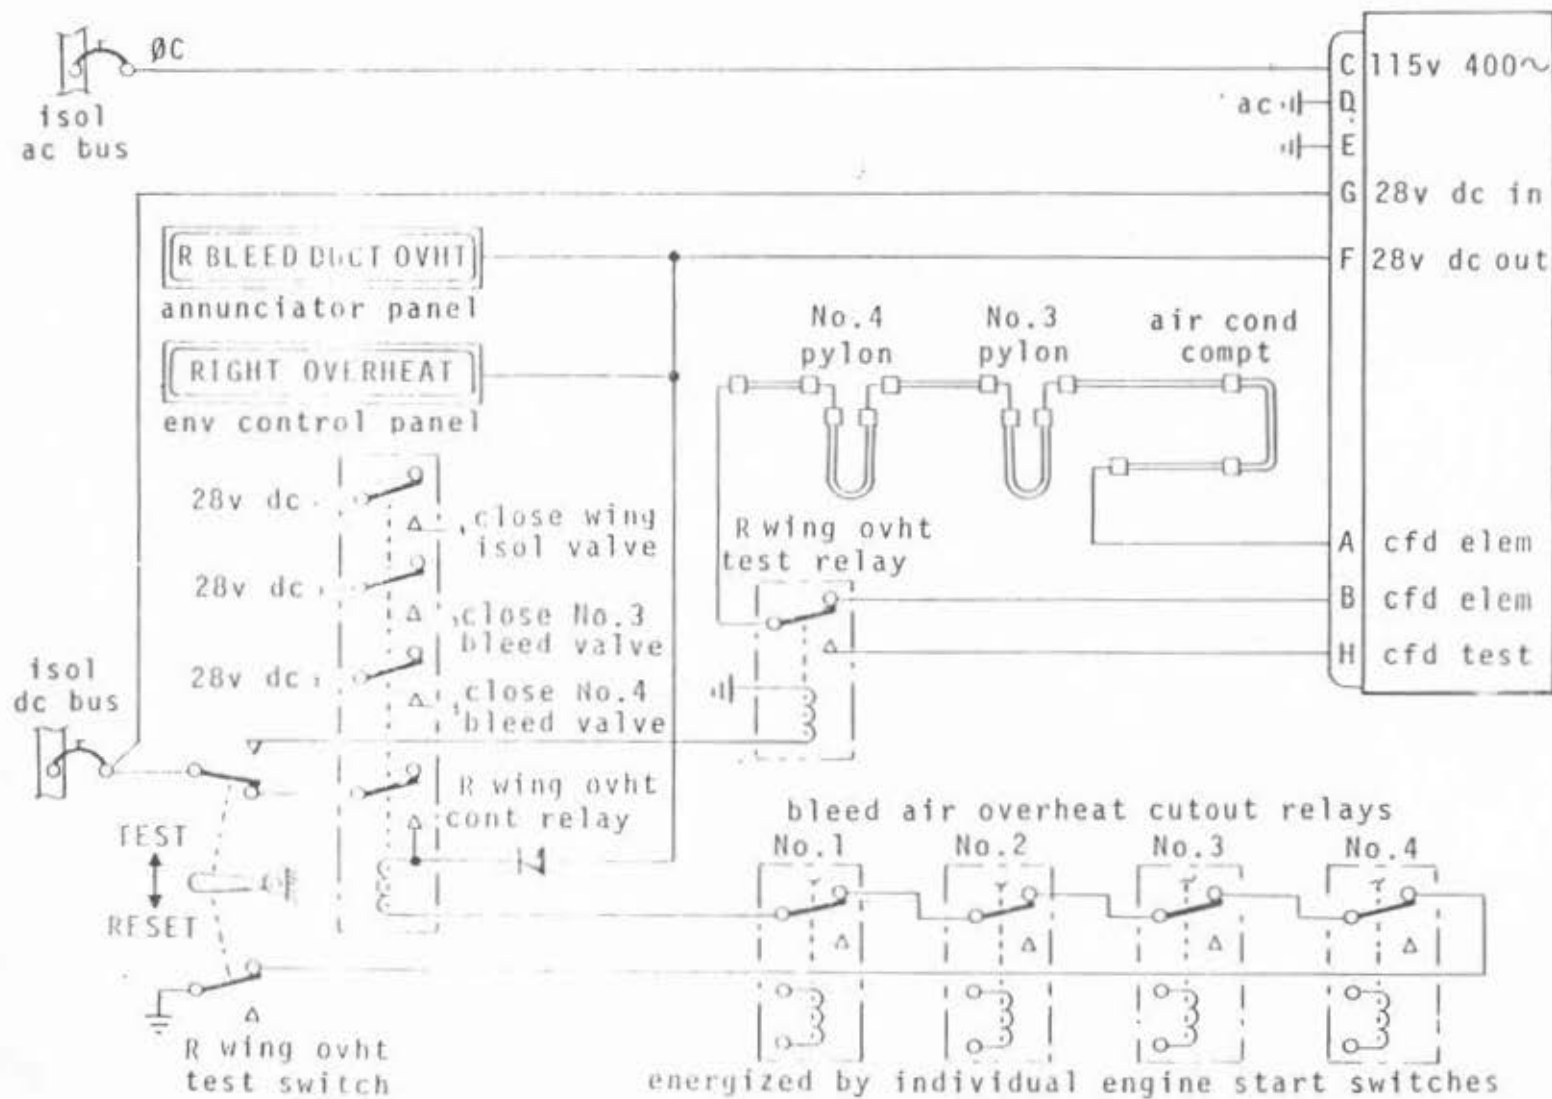 ØC
isol
ac bus
C 115v 400~
ac D
E
G 28v dc in
F 28v dc out
R BLEED DUCT OVHT
annunciator panel
RIGHT OVERHEAT
env control panel
No.4
pylon
No.3
pylon
air cond
compt
28v dc
close wing
isol valve
28v dc
close No.3
bleed valve
28v dc
close No.4
bleed valve
R wing ovht
test relay
A cfd elem
B cfd elem
H cfd test
isol
dc bus
R wing ovht
cont relay
TEST
RESET
R wing ovht
test switch
bleed air overheat cutout relays
No.1
No.2
No.3
No.4
energized by individual engine start switches